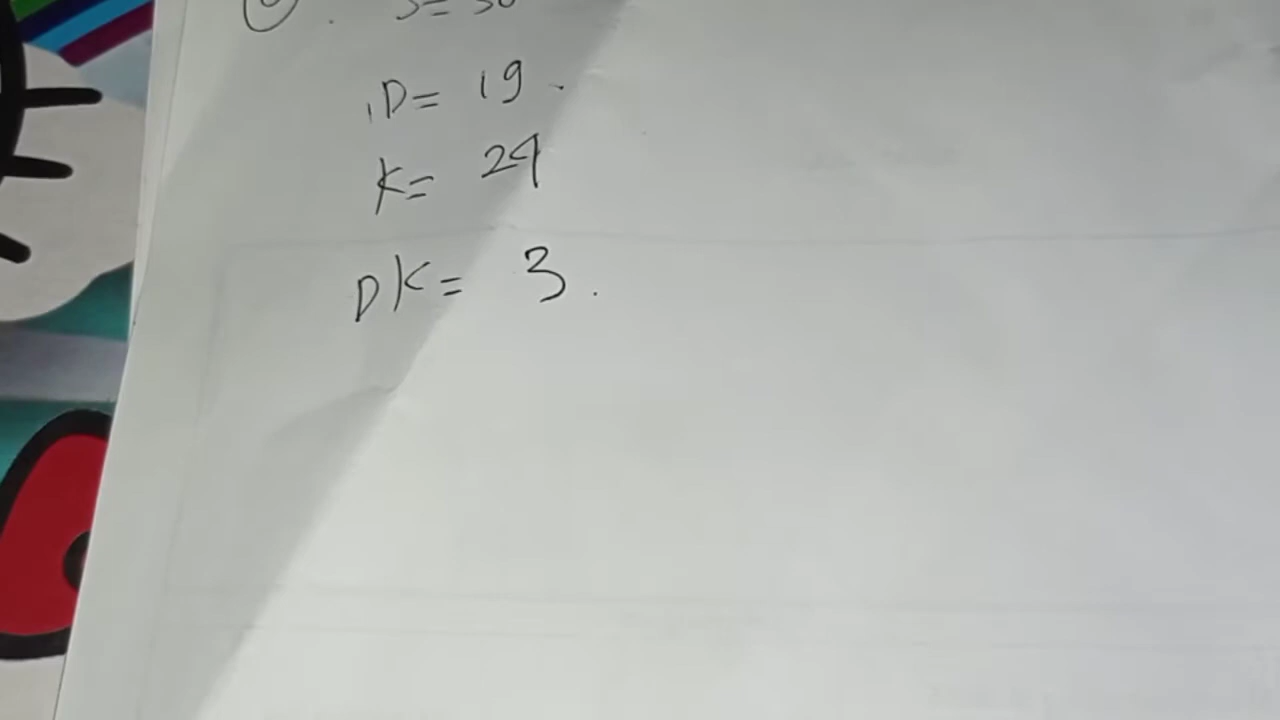 D= 19.
K= 24
DK= 3.